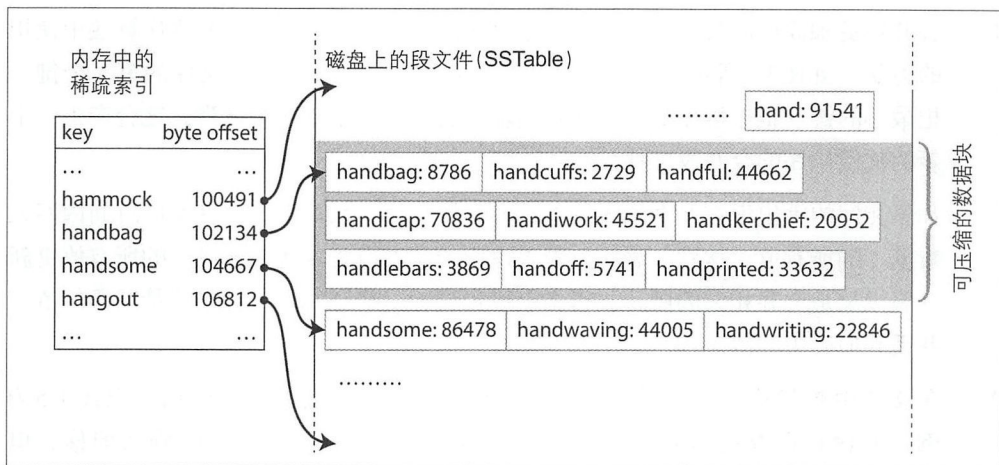 内存中的
稀疏索引
key byte offset
... ...
hammock 100491
handbag 102134
handsome 104667
hangout 106812
... ...
磁盘上的段文件(SSTable)
......... hand: 91541
handbag: 8786 handcuffs: 2729 handful: 44662
handicap: 70836 handiwork: 45521 handkerchief: 20952
handlebars: 3869 handoff: 5741 handprinted: 33632
handsome: 86478 handwaving: 44005 handwriting: 22846
.........
可压缩的数据块